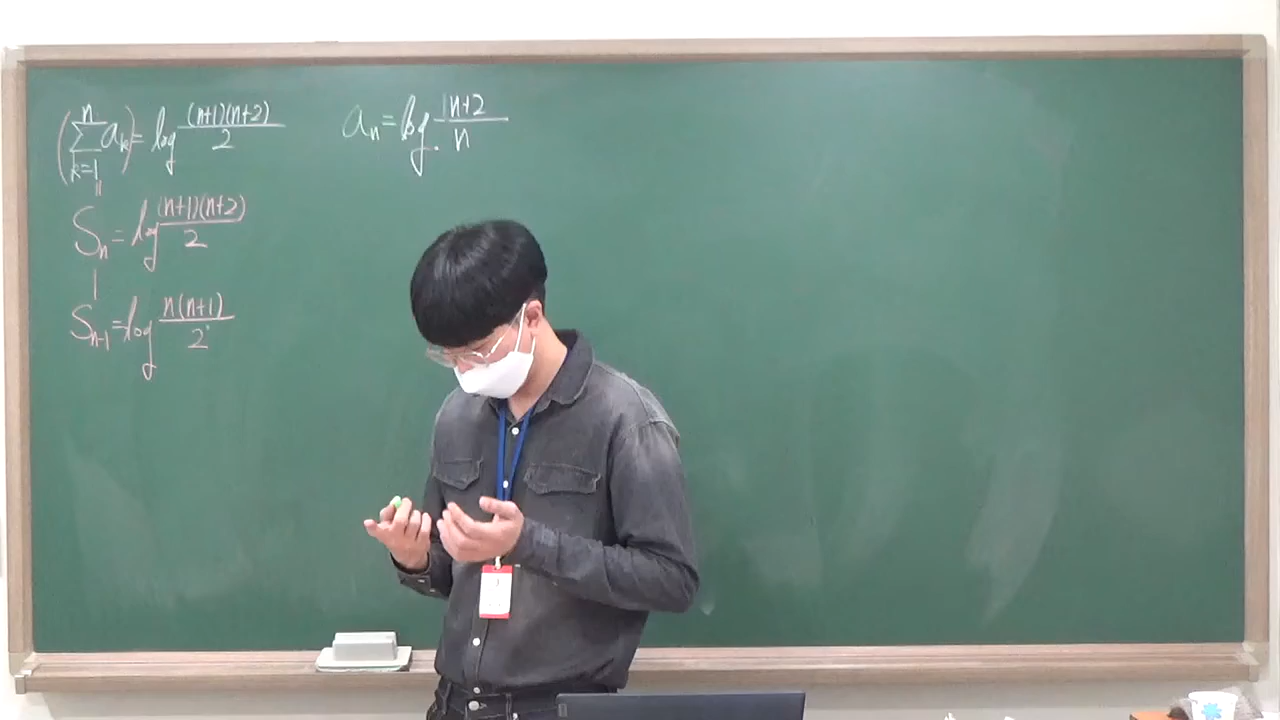 (∑_{k=1}^{n} a_k) = log (n+1)(n+2)/2
||
S_n = log (n+1)(n+2)/2
|
S_{n-1} = log n(n+1)/2
a_n = log n+2/n